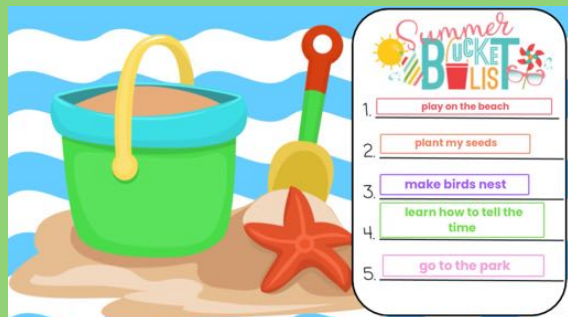 Summer
BUCKET
LIST
1. play on the beach
2. plant my seeds
3. make birds nest
4. learn how to tell the
time
5. go to the park